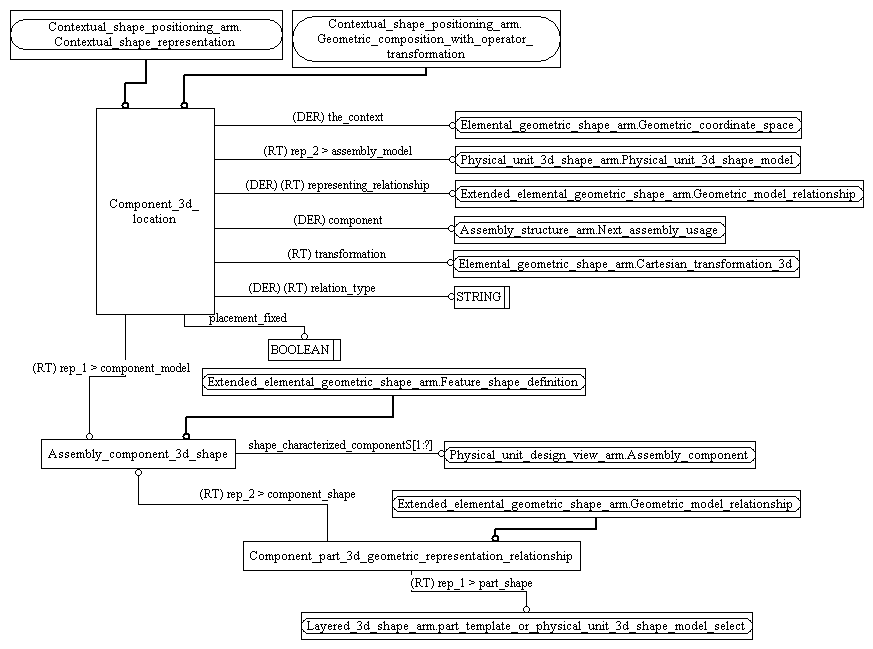 Contextual_shape_positioning_arm.
Contextual_shape_representation
Contextual_shape_positioning_arm.
Geometric_composition_with_operator_
transformation
(DER) the_context
Elemental_geometric_shape_arm.Geometric_coordinate_space
(RT) rep_2 > assembly_model
Physical_unit_3d_shape_arm.Physical_unit_3d_shape_model
(DER) (RT) representing_relationship
Extended_elemental_geometric_shape_arm.Geometric_model_relationship
Component_3d_
location
(DER) component
Assembly_structure_arm.Next_assembly_usage
(RT) transformation
Elemental_geometric_shape_arm.Cartesian_transformation_3d
(DER) (RT) relation_type
STRING
placement_fixed
BOOLEAN
(RT) rep_1 > component_model
Extended_elemental_geometric_shape_arm.Feature_shape_definition
Assembly_component_3d_shape
shape_characterized_componentS[1:?]
Physical_unit_design_view_arm.Assembly_component
(RT) rep_2 > component_shape
Extended_elemental_geometric_shape_arm.Geometric_model_relationship
Component_part_3d_geometric_representation_relationship
(RT) rep_1 > part_shape
Layered_3d_shape_arm.part_template_or_physical_unit_3d_shape_model_select